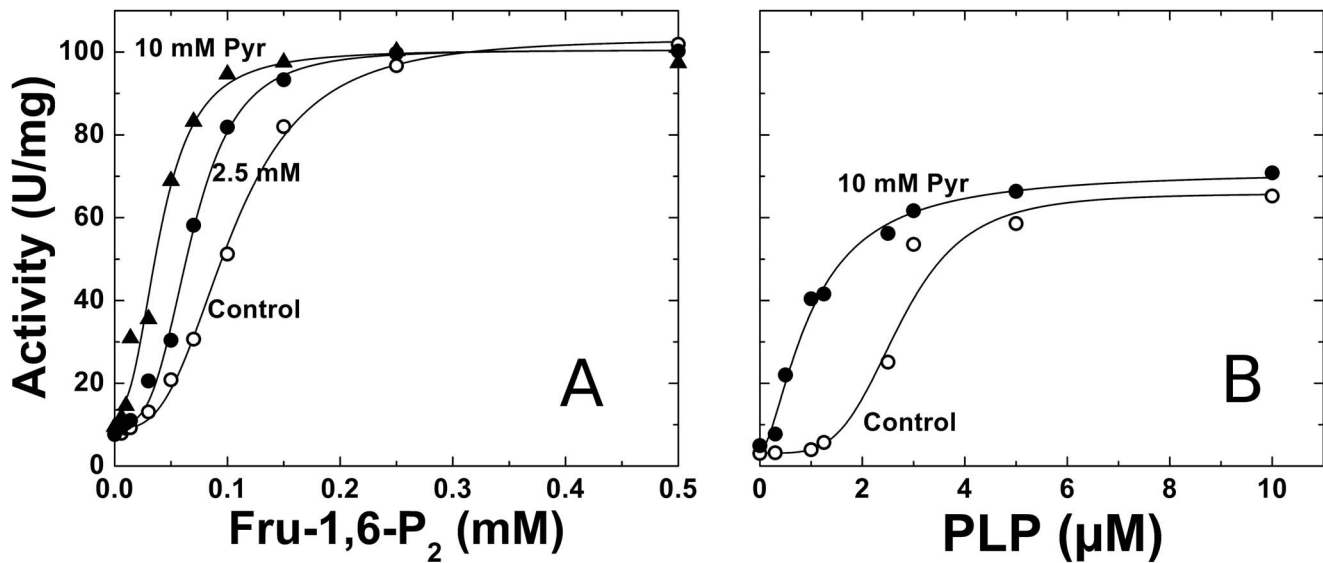 Activity (U/mg)
100
80
60
40
20
0
10 mM Pyr
2.5 mM
Control
A
0.0 0.1 0.2 0.3 0.4 0.5
Fru-1,6-P₂ (mM)
10 mM Pyr
Control
B
0 2 4 6 8 10
PLP (μM)